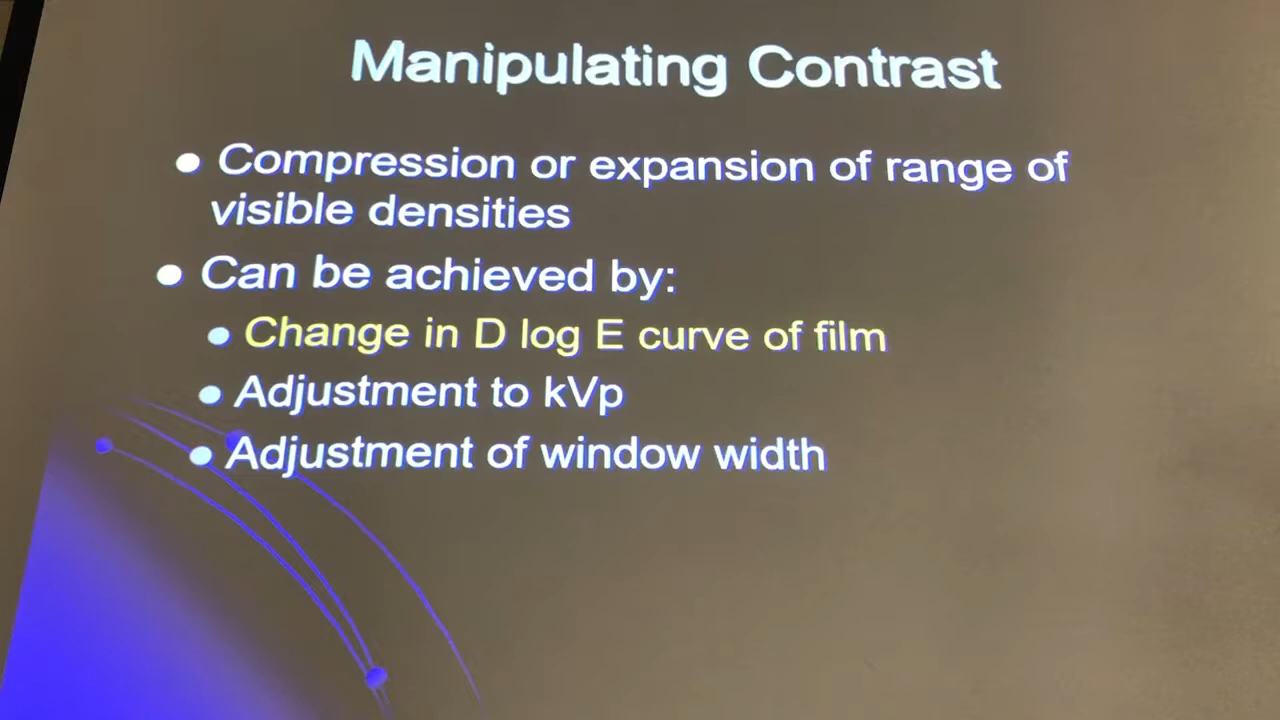 Manipulating Contrast
Compression or expansion of range of
visible densities
Can be achieved by:
Change in D log E curve of film
Adjustment to kVp
Adjustment of window width